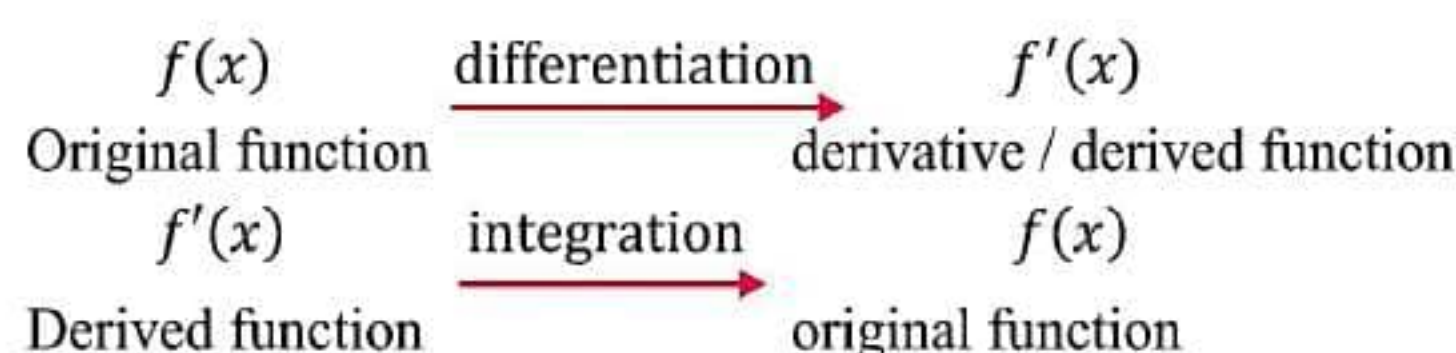 f(x) differentiation f′(x)
Original function derivative / derived function
f′(x) integration f(x)
Derived function original function